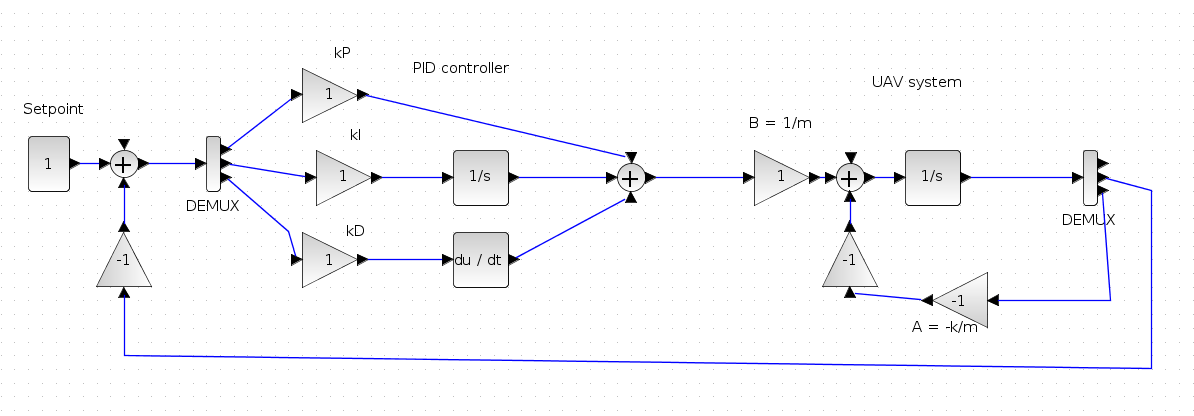 kP
PID controller
UAV system
Setpoint
1
kI
B = 1/m
1
1
1/s
1
1/s
DEMUX
DEMUX
kD
-1
1
du / dt
-1
-1
A = -k/m